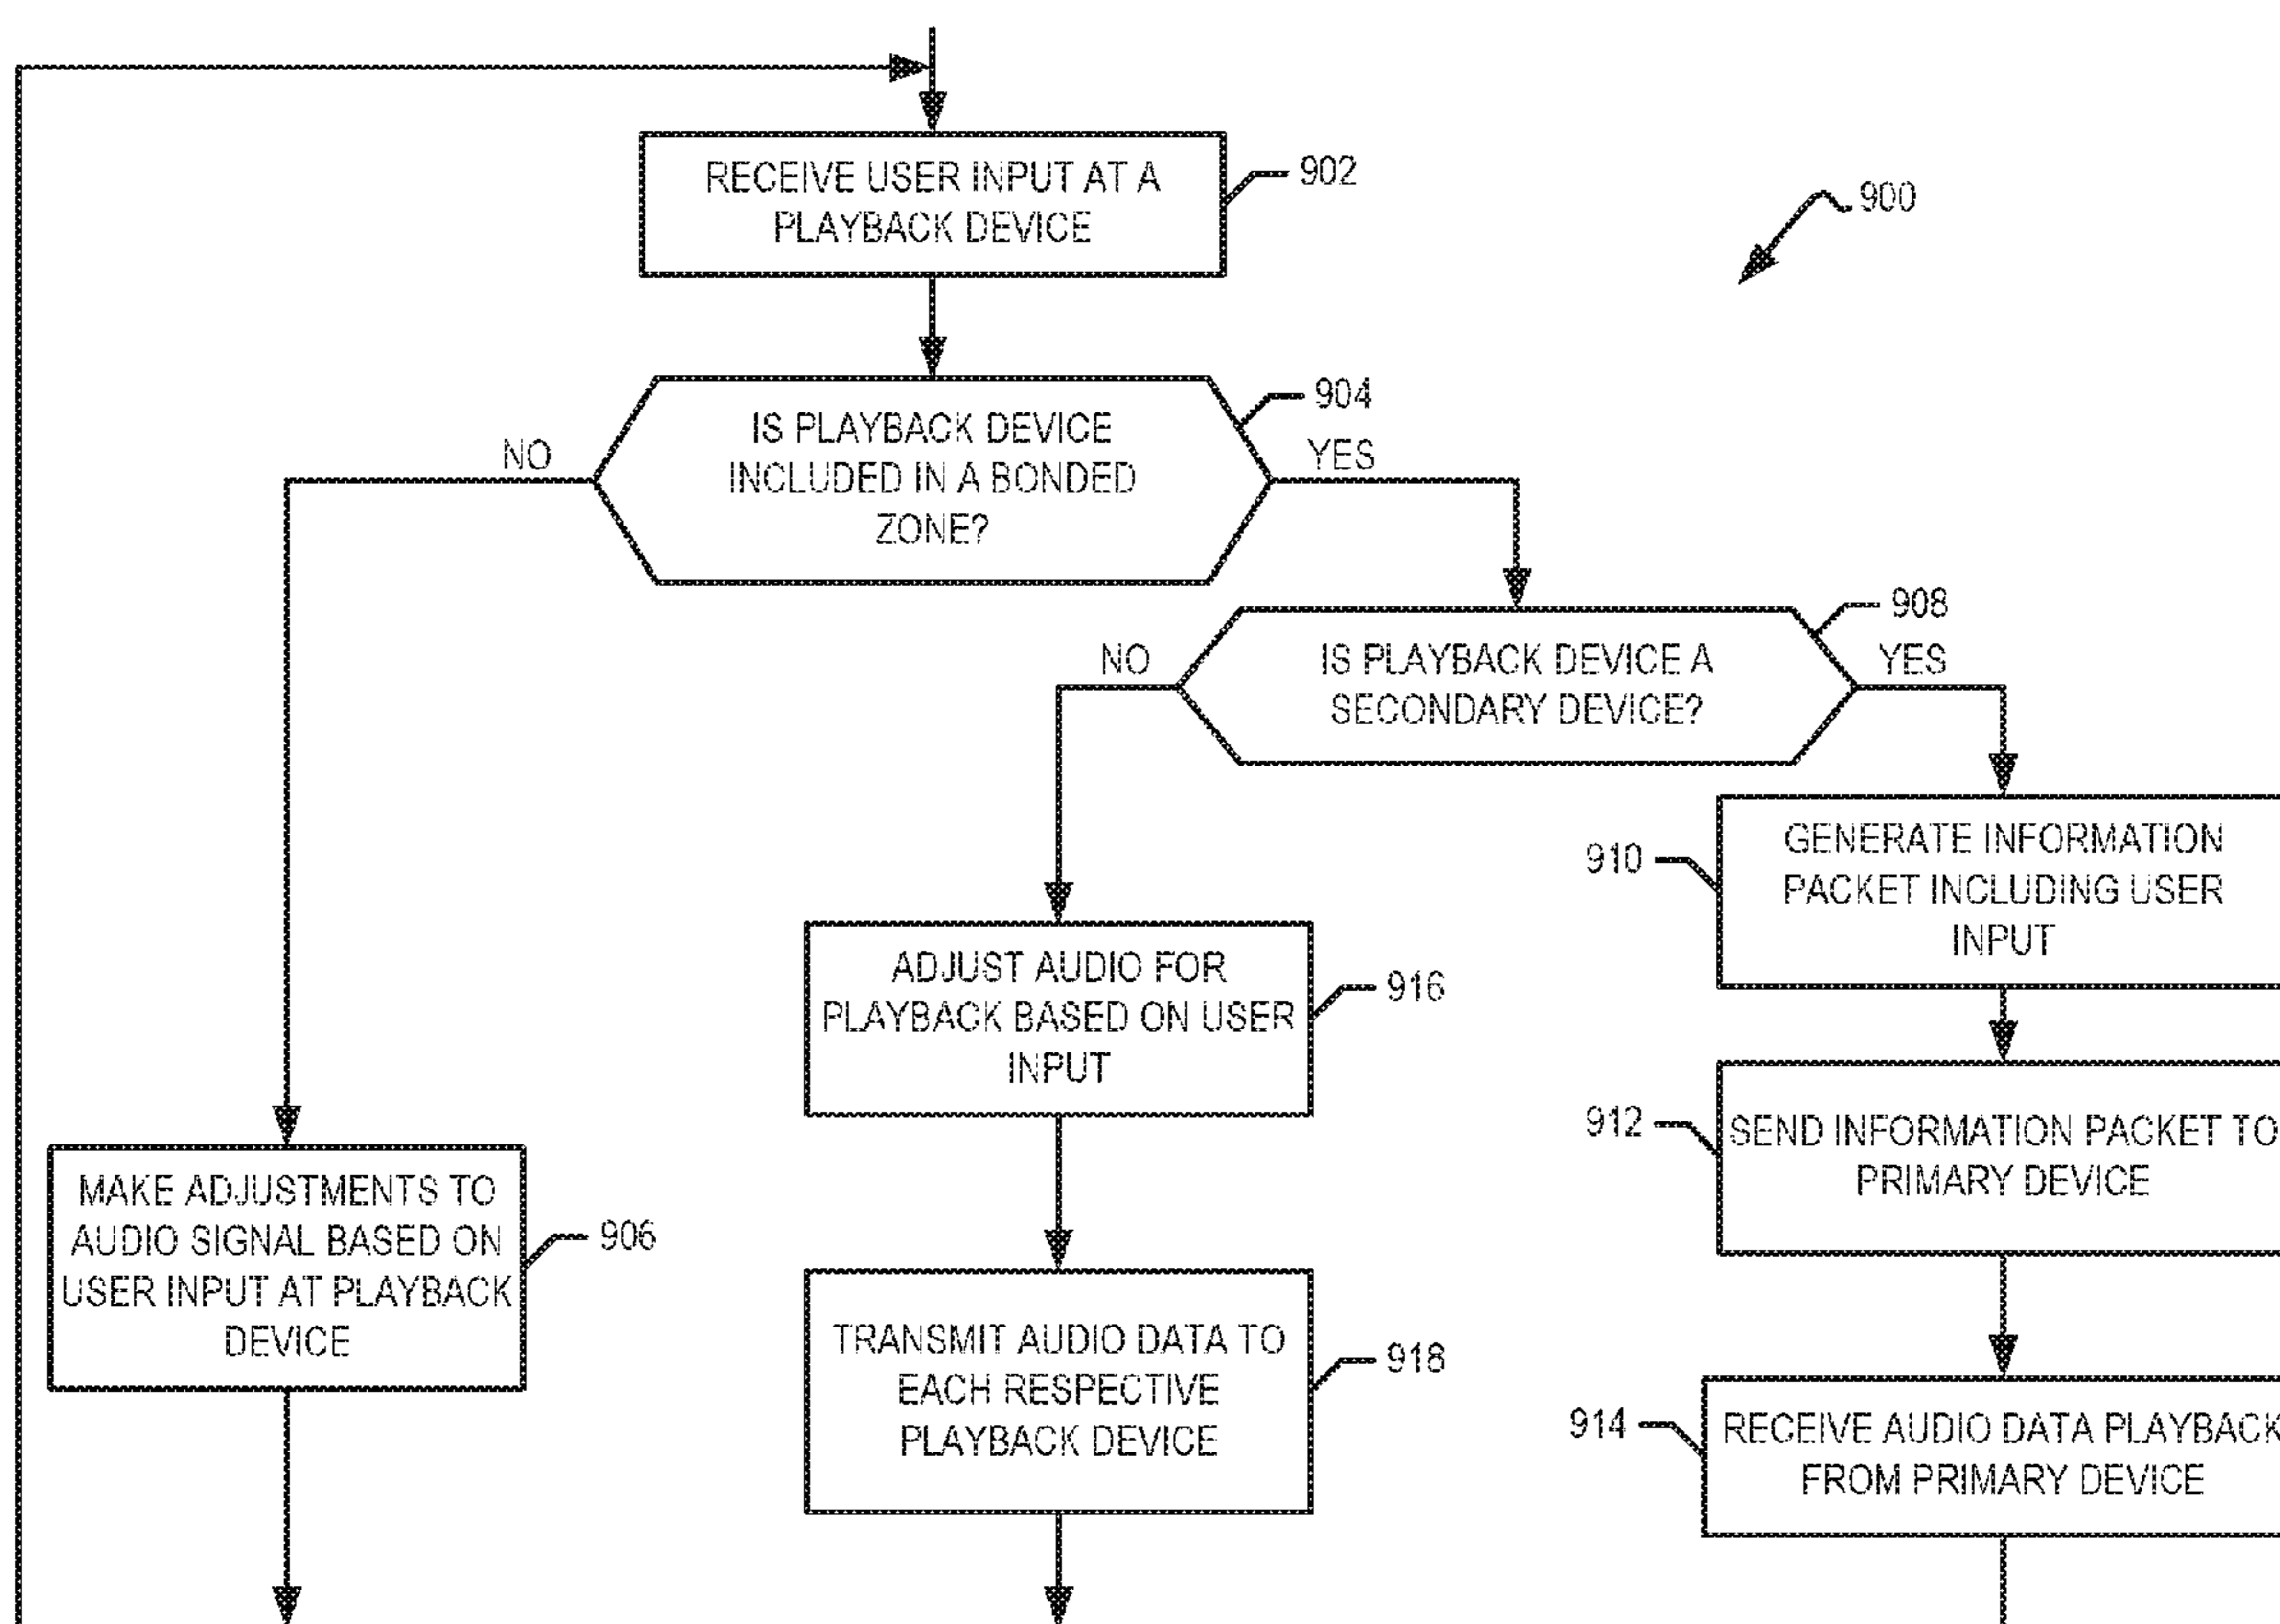 RECEIVE USER INPUT AT A
PLAYBACK DEVICE
902
900
IS PLAYBACK DEVICE
INCLUDED IN A BONDED
ZONE?
904
NO
YES
IS PLAYBACK DEVICE A
SECONDARY DEVICE?
908
NO
YES
GENERATE INFORMATION
PACKET INCLUDING USER
INPUT
910
ADJUST AUDIO FOR
PLAYBACK BASED ON USER
INPUT
916
SEND INFORMATION PACKET TO
PRIMARY DEVICE
912
MAKE ADJUSTMENTS TO
AUDIO SIGNAL BASED ON
USER INPUT AT PLAYBACK
DEVICE
906
TRANSMIT AUDIO DATA TO
EACH RESPECTIVE
PLAYBACK DEVICE
918
RECEIVE AUDIO DATA PLAYBACK
FROM PRIMARY DEVICE
914